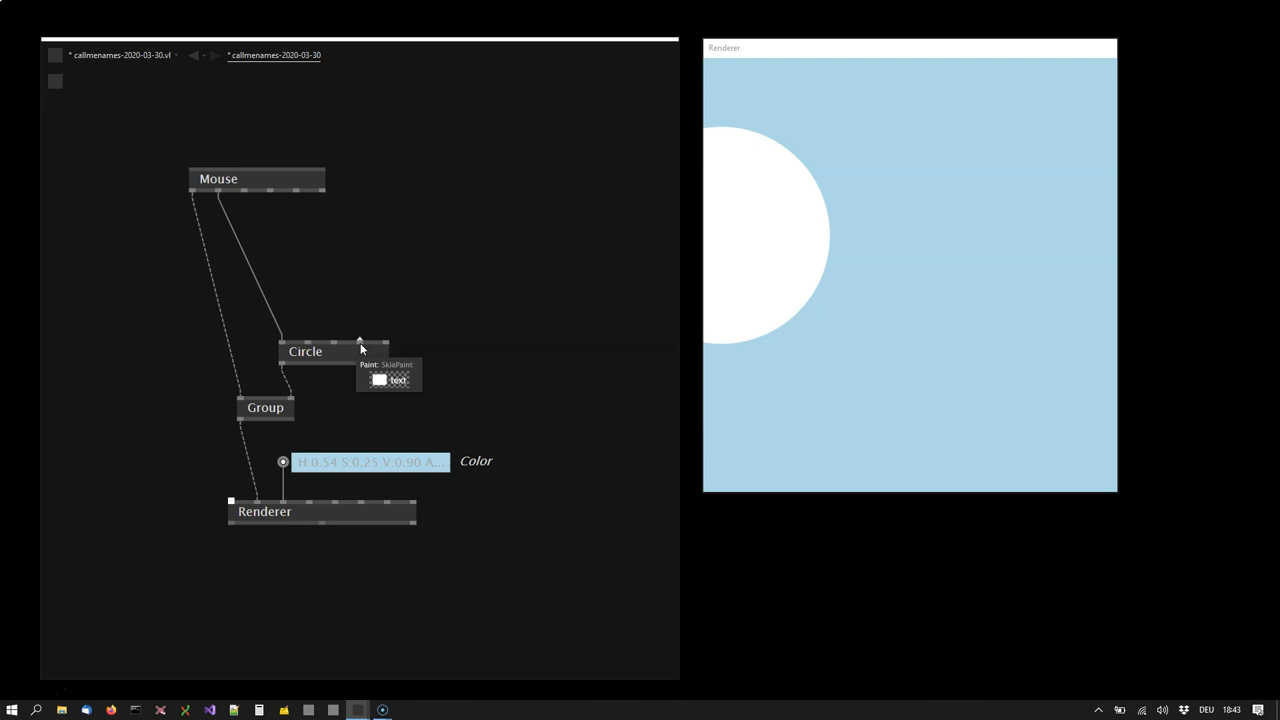 * callmenames-2020-03-30.vl
* callmenames-2020-03-30
Renderer
Mouse
Circle
Paint: SkiaPaint
text
Group
H:0.54 S:0.25 V:0.90 A...
Color
Renderer
DEU
18:43